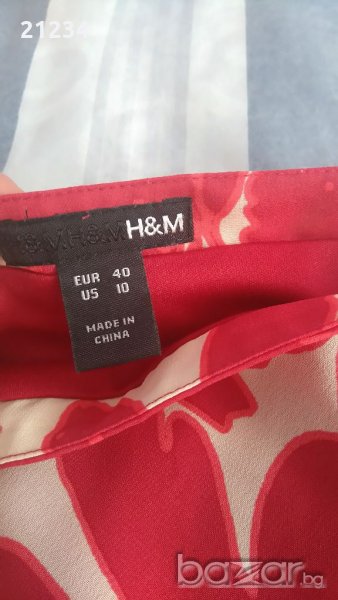 21234
H&M H&M
EUR 40
US 10
MADE IN
CHINA
bazar.bg